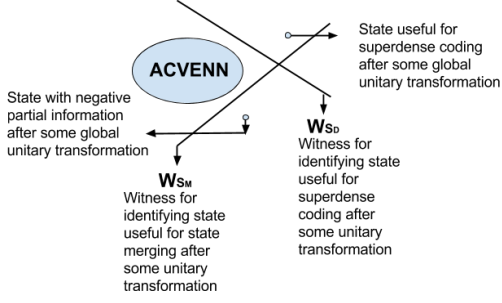 State useful for
superdense coding
after some global
unitary transformation
ACVENN
State with negative
partial information
after some global
unitary transformation
WSD
Witness for
identifying state
useful for
superdense
coding after
some unitary
transformation
WSM
Witness for
identifying state
useful for state
merging after
some unitary
transformation